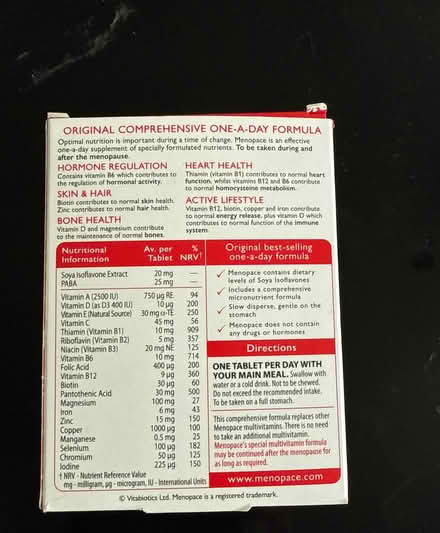 ORIGINAL COMPREHENSIVE ONE-A-DAY FORMULA
Optimal nutrition is important during a time of change. Menopace is an effective
one-a-day supplement of specially formulated nutrients. To be taken during and
after the menopause.
HORMONE REGULATION
Contains vitamin B6 which contributes to
the regulation of hormonal activity.
SKIN & HAIR
Biotin contributes to normal skin health.
Zinc contributes to normal hair health.
BONE HEALTH
Vitamin D and magnesium contribute
to the maintenance of normal bones.
HEART HEALTH
Thiamin (vitamin B1) contributes to normal heart
function, whilst vitamins B12 and B6 contribute
to normal homocysteine metabolism.
ACTIVE LIFESTYLE
Vitamin B12, biotin, copper and iron contribute
to normal energy release, plus vitamin D which
contributes to normal function of the immune
system.
Nutritional Information Av. per Tablet % NRV†
Soya Isoflavone Extract 20 mg —
PABA 25 mg —
Vitamin A (2500 IU) 750 µg RE 94
Vitamin D (as D3 400 IU) 10 µg 200
Vitamin E (Natural Source) 30 mg α-TE 250
Vitamin C 45 mg 56
Thiamin (Vitamin B1) 10 mg 909
Riboflavin (Vitamin B2) 5 mg 357
Niacin (Vitamin B3) 20 mg NE 125
Vitamin B6 10 mg 714
Folic Acid 400 µg 200
Vitamin B12 9 µg 360
Biotin 30 µg 60
Pantothenic Acid 30 mg 500
Magnesium 100 mg 27
Iron 6 mg 43
Zinc 15 mg 150
Copper 1000 µg 100
Manganese 0.5 mg 25
Selenium 100 µg 182
Chromium 50 µg 125
Iodine 225 µg 150
† NRV - Nutrient Reference Value
mg - milligram, µg - microgram, IU - International Units
Original best-selling
one-a-day formula
✓ Menopace contains dietary
levels of Soya Isoflavones
✓ Includes a comprehensive
micronutrient formula
✓ Slow disperse, gentle on the
stomach
✓ Menopace does not contain
any drugs or hormones
Directions
ONE TABLET PER DAY WITH
YOUR MAIN MEAL. Swallow with
water or a cold drink. Not to be chewed.
Do not exceed the recommended intake.
To be taken on a full stomach.
This comprehensive formula replaces other
Menopace multivitamins. There is no need
to take an additional multivitamin.
Menopace's special multivitamin formula
may be continued after the menopause for
as long as required.
www.menopace.com
© Vitabiotics Ltd. Menopace is a registered trademark.